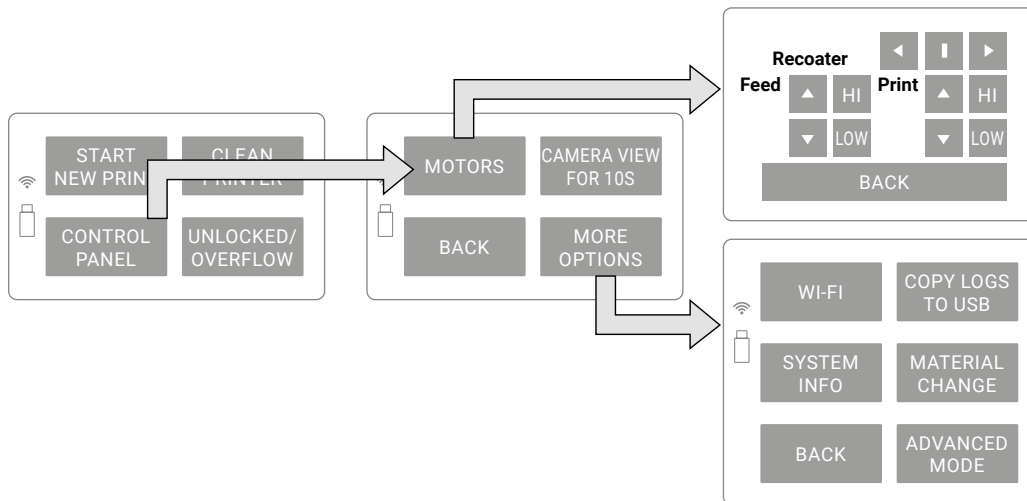 START
NEW PRIN
CLEAN
PRINTER
CONTROL
PANEL
UNLOCKED/
OVERFLOW
MOTORS
CAMERA VIEW
FOR 10S
BACK
MORE
OPTIONS
Recoater
Feed
HI
LOW
Print
HI
LOW
BACK
WI-FI
COPY LOGS
TO USB
SYSTEM
INFO
MATERIAL
CHANGE
BACK
ADVANCED
MODE